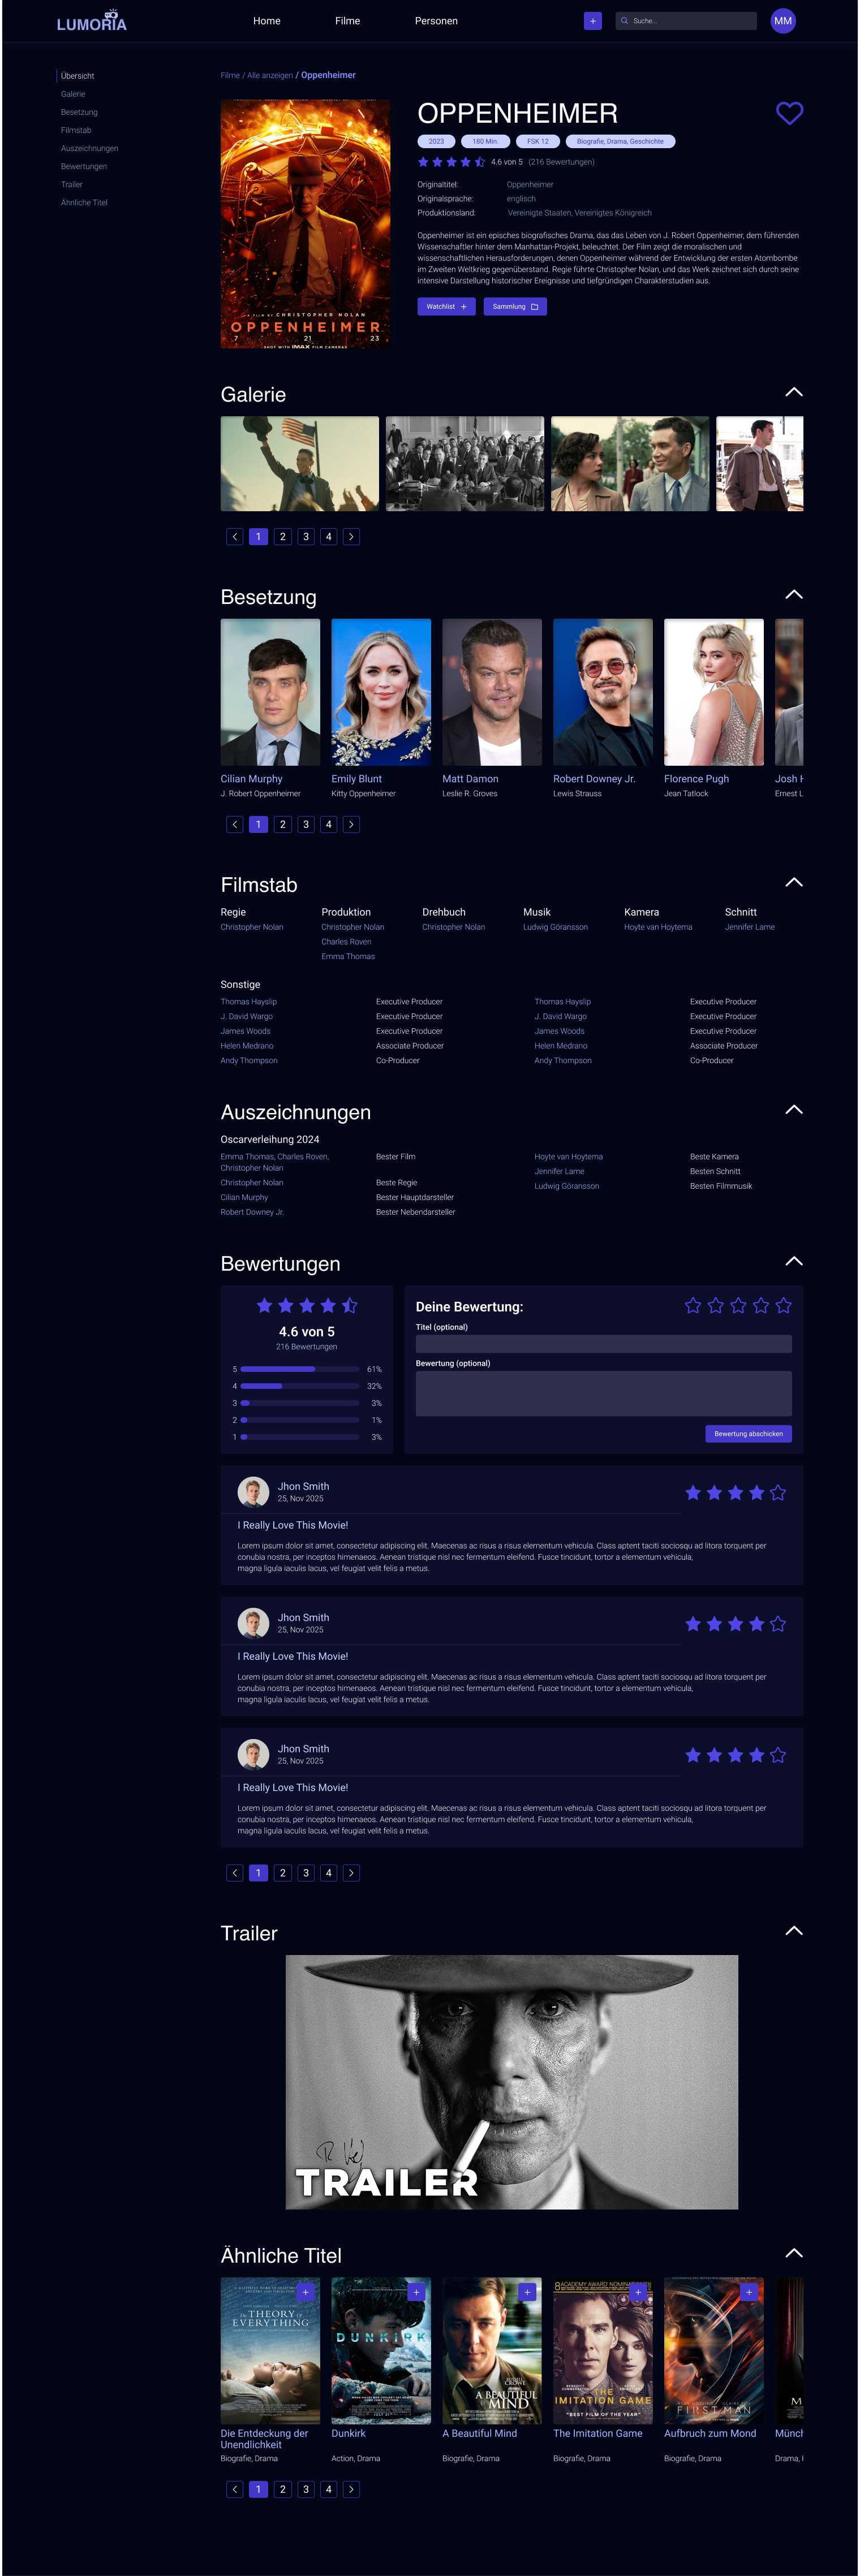 LUMORIA
Home
Filme
Personen
+
Suche...
MM
Übersicht
Galerie
Besetzung
Filmstab
Auszeichnungen
Bewertungen
Trailer
Ähnliche Titel
Filme / Alle anzeigen / Oppenheimer
A FILM BY CHRISTOPHER NOLAN
OPPENHEIMER
7 21 23
SHOT WITH IMAX FILM CAMERAS
OPPENHEIMER
2023
180 Min.
FSK 12
Biografie, Drama, Geschichte
4.6 von 5 (216 Bewertungen)
Originaltitel: Oppenheimer
Originalsprache: englisch
Produktionsland: Vereinigte Staaten, Vereinigtes Königreich
Oppenheimer ist ein episches biografisches Drama, das das Leben von J. Robert Oppenheimer, dem führenden
Wissenschaftler hinter dem Manhattan-Projekt, beleuchtet. Der Film zeigt die moralischen und
wissenschaftlichen Herausforderungen, denen Oppenheimer während der Entwicklung der ersten Atombombe
im Zweiten Weltkrieg gegenüberstand. Regie führte Christopher Nolan, und das Werk zeichnet sich durch seine
intensive Darstellung historischer Ereignisse und tiefgründigen Charakterstudien aus.
Watchlist +
Sammlung
Galerie
1 2 3 4
Besetzung
Cilian Murphy
J. Robert Oppenheimer
Emily Blunt
Kitty Oppenheimer
Matt Damon
Leslie R. Groves
Robert Downey Jr.
Lewis Strauss
Florence Pugh
Jean Tatlock
Josh H
Ernest L
1 2 3 4
Filmstab
Regie
Christopher Nolan
Produktion
Christopher Nolan
Charles Roven
Emma Thomas
Drehbuch
Christopher Nolan
Musik
Ludwig Göransson
Kamera
Hoyte van Hoytema
Schnitt
Jennifer Lame
Sonstige
Thomas Hayslip Executive Producer
J. David Wargo Executive Producer
James Woods Executive Producer
Helen Medrano Associate Producer
Andy Thompson Co-Producer
Thomas Hayslip Executive Producer
J. David Wargo Executive Producer
James Woods Executive Producer
Helen Medrano Associate Producer
Andy Thompson Co-Producer
Auszeichnungen
Oscarverleihung 2024
Emma Thomas, Charles Roven, Bester Film
Christopher Nolan
Christopher Nolan Beste Regie
Cilian Murphy Bester Hauptdarsteller
Robert Downey Jr. Bester Nebendarsteller
Hoyte van Hoytema Beste Kamera
Jennifer Lame Besten Schnitt
Ludwig Göransson Besten Filmmusik
Bewertungen
4.6 von 5
216 Bewertungen
5 61%
4 32%
3 3%
2 1%
1 3%
Deine Bewertung:
Titel (optional)
Bewertung (optional)
Bewertung abschicken
Jhon Smith
25, Nov 2025
I Really Love This Movie!
Lorem ipsum dolor sit amet, consectetur adipiscing elit. Maecenas ac risus a risus elementum vehicula. Class aptent taciti sociosqu ad litora torquent per
conubia nostra, per inceptos himenaeos. Aenean tristique nisl nec fermentum eleifend. Fusce tincidunt, tortor a elementum vehicula,
magna ligula iaculis lacus, vel feugiat velit felis a metus.
Jhon Smith
25, Nov 2025
I Really Love This Movie!
Lorem ipsum dolor sit amet, consectetur adipiscing elit. Maecenas ac risus a risus elementum vehicula. Class aptent taciti sociosqu ad litora torquent per
conubia nostra, per inceptos himenaeos. Aenean tristique nisl nec fermentum eleifend. Fusce tincidunt, tortor a elementum vehicula,
magna ligula iaculis lacus, vel feugiat velit felis a metus.
Jhon Smith
25, Nov 2025
I Really Love This Movie!
Lorem ipsum dolor sit amet, consectetur adipiscing elit. Maecenas ac risus a risus elementum vehicula. Class aptent taciti sociosqu ad litora torquent per
conubia nostra, per inceptos himenaeos. Aenean tristique nisl nec fermentum eleifend. Fusce tincidunt, tortor a elementum vehicula,
magna ligula iaculis lacus, vel feugiat velit felis a metus.
1 2 3 4
Trailer
TRAILER
Ähnliche Titel
The THEORY OF
EVERYTHING
DUNKIRK
RUSSELL
CROWE
A BEAUTIFUL
MIND
8 ACADEMY AWARD NOMINATIONS
THE
IMITATION GAME
"BEST FILM OF THE YEAR"
FIRST MAN
M
Die Entdeckung der
Unendlichkeit
Biografie, Drama
Dunkirk
Action, Drama
A Beautiful Mind
Biografie, Drama
The Imitation Game
Biografie, Drama
Aufbruch zum Mond
Biografie, Drama
Münch
Drama, I
1 2 3 4